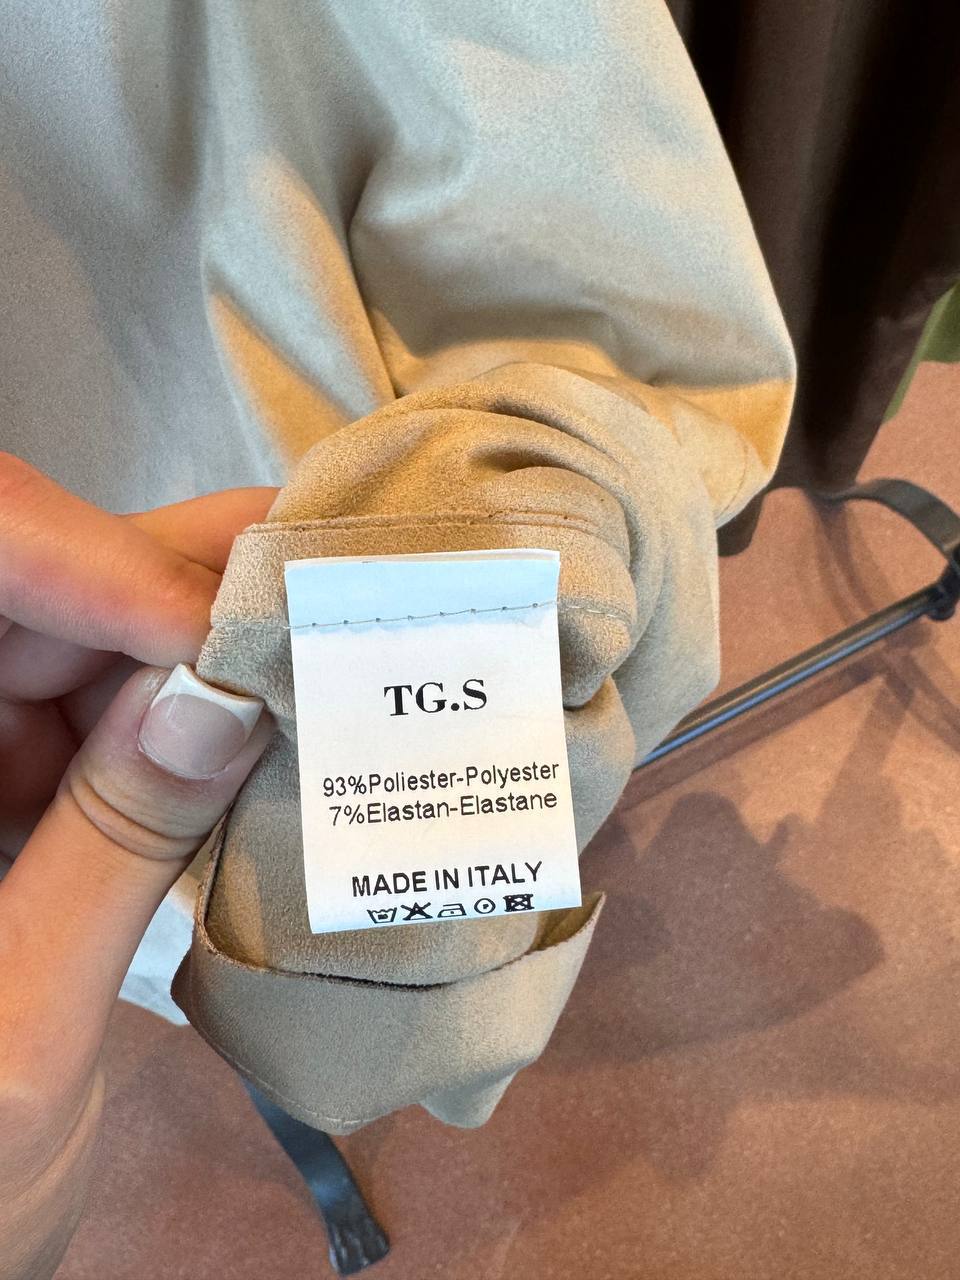 TG.S
93%Poliester-Polyester
7%Elastan-Elastane
MADE IN ITALY